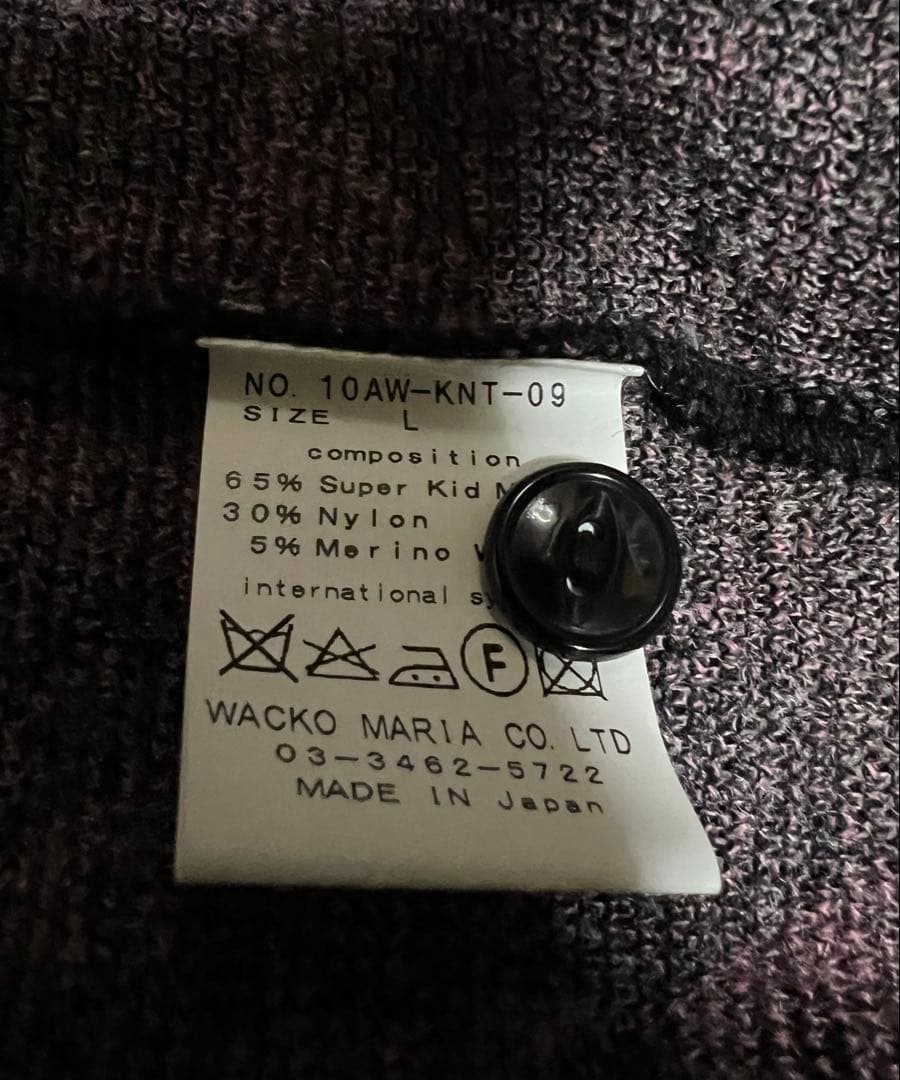 NO. 10AW-KNT-09
SIZE L
composition
65% Super Kid
30% Nylon
5% Merino
international
F
WACKO MARIA CO. LTD
03-3462-5722
MADE IN Japan